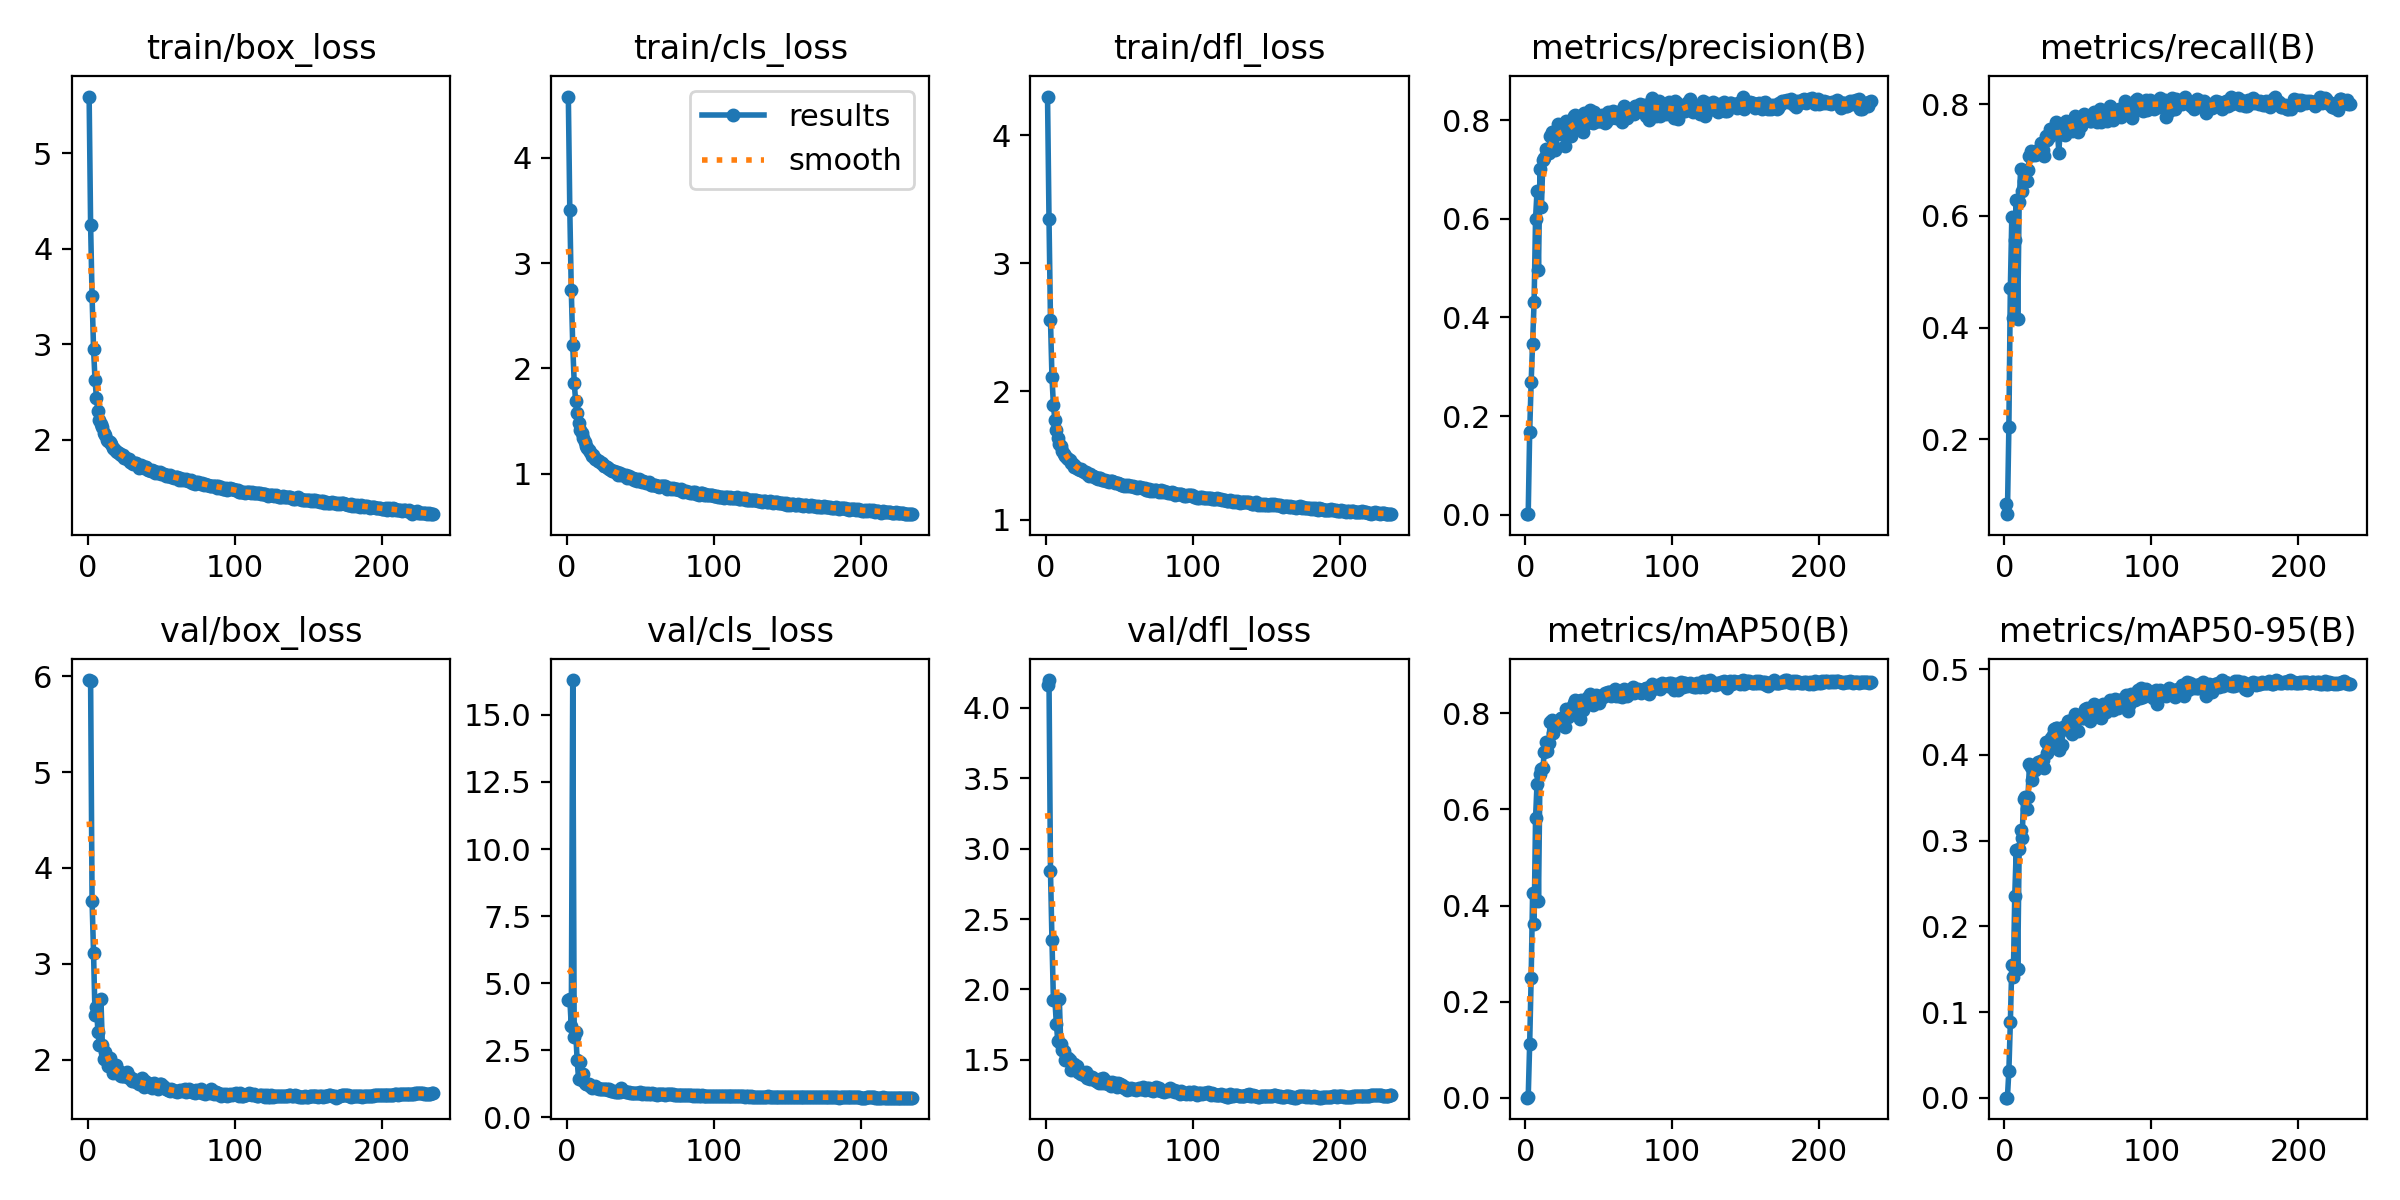 train/box_loss
5
4
3
2
0 100 200
train/cls_loss
results
smooth
4
3
2
1
0 100 200
train/dfl_loss
4
3
2
1
0 100 200
metrics/precision(B)
0.8
0.6
0.4
0.2
0.0
0 100 200
metrics/recall(B)
0.8
0.6
0.4
0.2
0 100 200
val/box_loss
6
5
4
3
2
0 100 200
val/cls_loss
15.0
12.5
10.0
7.5
5.0
2.5
0.0
0 100 200
val/dfl_loss
4.0
3.5
3.0
2.5
2.0
1.5
0 100 200
metrics/mAP50(B)
0.8
0.6
0.4
0.2
0.0
0 100 200
metrics/mAP50-95(B)
0.5
0.4
0.3
0.2
0.1
0.0
0 100 200